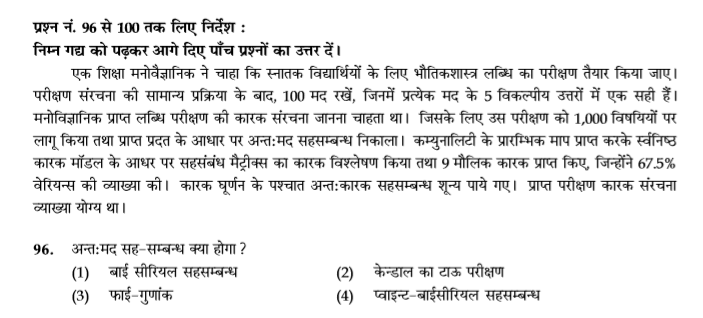 प्रश्न नं. 96 से 100 तक लिए निर्देश :
निम्न गद्य को पढ़कर आगे दिए पाँच प्रश्नों का उत्तर दें।
एक शिक्षा मनोवैज्ञानिक ने चाहा कि स्नातक विद्यार्थियों के लिए भौतिकशास्त्र लब्धि का परीक्षण तैयार किया जाए।
परीक्षण संरचना की सामान्य प्रक्रिया के बाद, 100 मद रखें, जिनमें प्रत्येक मद के 5 विकल्पीय उत्तरों में एक सही हैं।
मनोविज्ञानिक प्राप्त लब्धि परीक्षण की कारक संरचना जानना चाहता था। जिसके लिए उस परीक्षण को 1,000 विषयियों पर
लागू किया तथा प्राप्त प्रदत के आधार पर अन्त:मद सहसम्बन्ध निकाला। कम्युनालिटी के प्रारम्भिक माप प्राप्त करके स्र्वनिष्ठ
कारक मॉडल के आधर पर सहसंबंध मैट्रीक्स का कारक विश्लेषण किया तथा 9 मौलिक कारक प्राप्त किए, जिन्होंने 67.5%
वेरियन्स की व्याख्या की। कारक घूर्णन के पश्चात अन्त:कारक सहसम्बन्ध शून्य पाये गए। प्राप्त परीक्षण कारक संरचना
व्याख्या योग्य था।
96. अन्त:मद सह-सम्बन्ध क्या होगा ?
(1) बाई सीरियल सहसम्बन्ध (2) केन्डाल का टाऊ परीक्षण
(3) फाई-गुणांक (4) प्वाइन्ट-बाईसीरियल सहसम्बन्ध